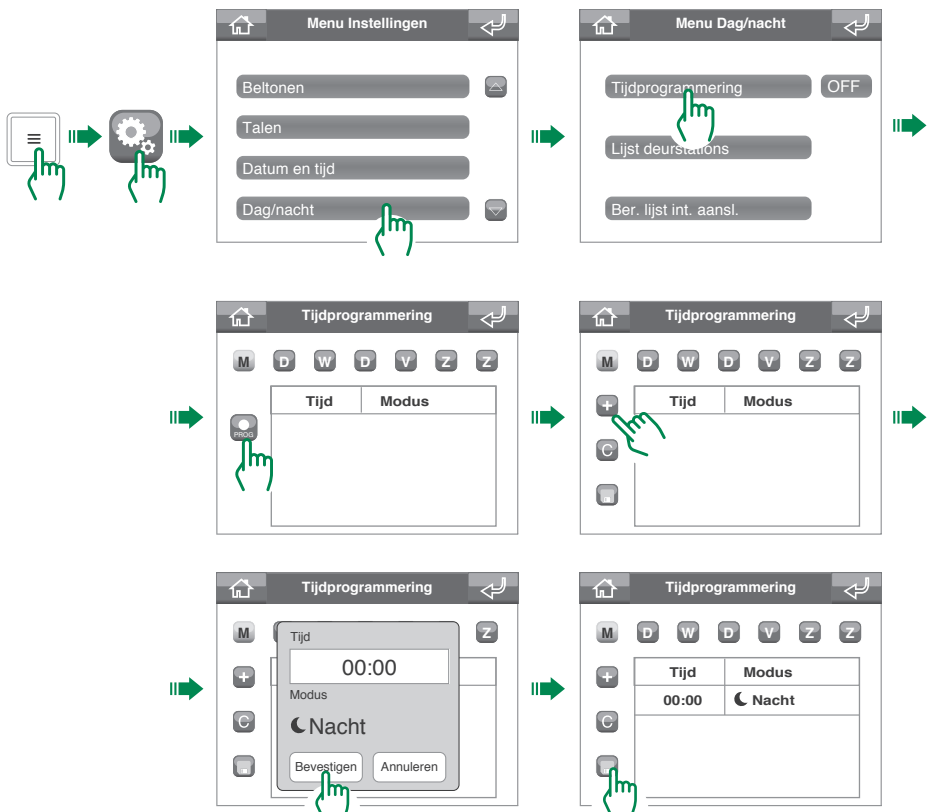 Menu Instellingen
Beltonen
Talen
Datum en tijd
Dag/nacht
Menu Dag/nacht
Tijdprogrammering OFF
Lijst deurstations
Ber. lijst int. aansl.
Tijdprogrammering
M D W D V Z Z
Tijd Modus
PROG
Tijdprogrammering
M D W D V Z Z
+ Tijd Modus
C
Tijdprogrammering
M Z
Tijd
+ 00:00
Modus
C Nacht
Bevestigen Annuleren
Tijdprogrammering
M D W D V Z Z
+ Tijd Modus
00:00 Nacht
C